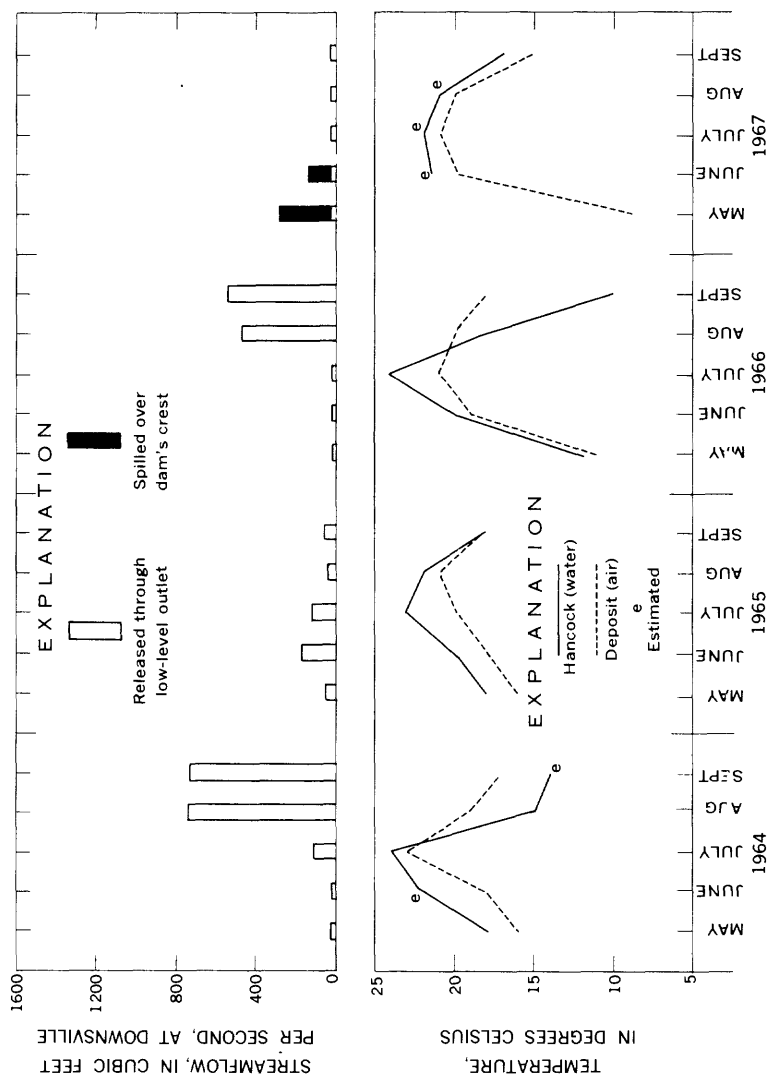 STREAMFLOW, IN CUBIC FEET
PER SECOND, AT DOWNSVILLE
1600
1200
800
400
0
EXPLANATION
Released through
low-level outlet
Spilled over
dam's crest
TEMPERATURE,
IN DEGREES CELSIUS
25
20
15
10
5
e
e
e
e
e
EXPLANATION
Hancock (water)
Deposit (air)
e
Estimated
MAY
JUNE
JULY
AUG
SEPT
MAY
JUNE
JULY
AUG
SEPT
MAY
JUNE
JULY
AUG
SEPT
MAY
JUNE
JULY
AUG
SEPT
1964
1965
1966
1967